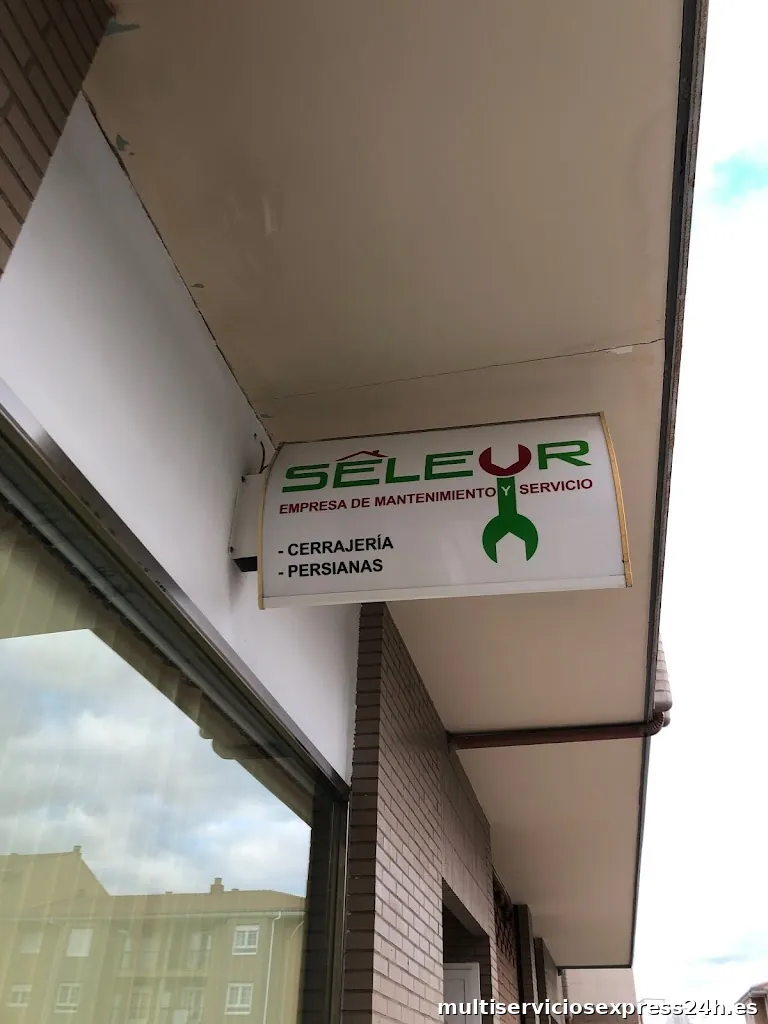 SELEUR
EMPRESA DE MANTENIMIENTO Y SERVICIO
- CERRAJERÍA
- PERSIANAS
multiserviciosexpress24h.es